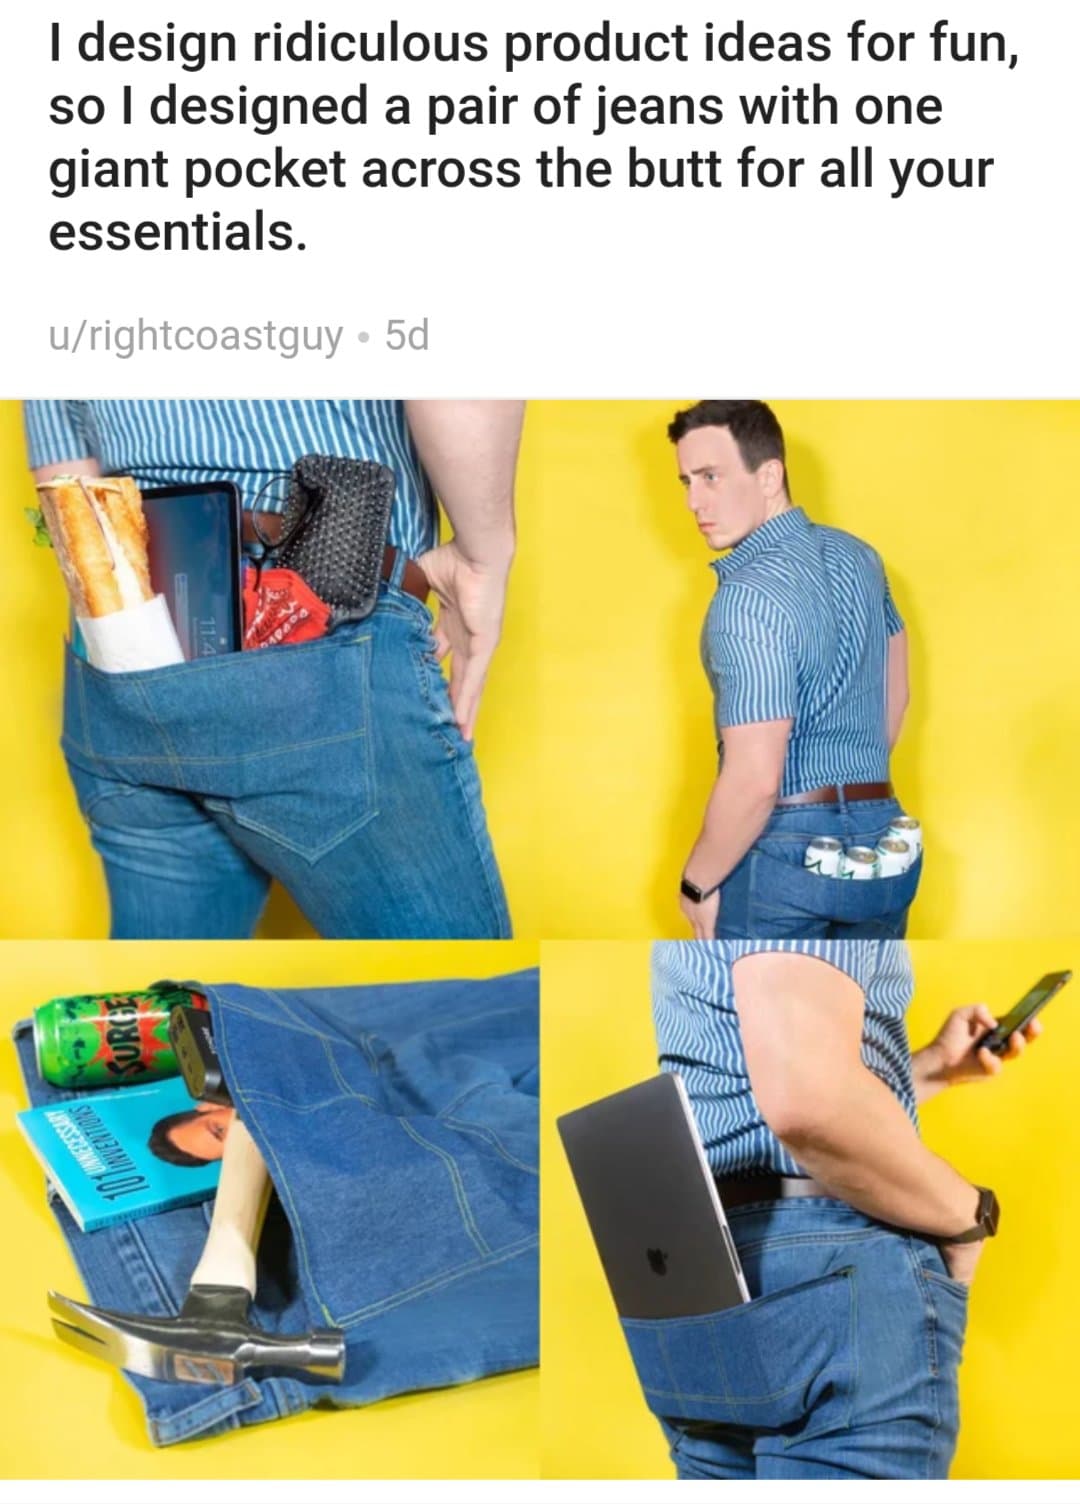 I design ridiculous product ideas for fun,
so I designed a pair of jeans with one
giant pocket across the butt for all your
essentials.
u/rightcoastguy • 5d
11:4
SURGE
101 UNNECESSARY
INVENTIONS